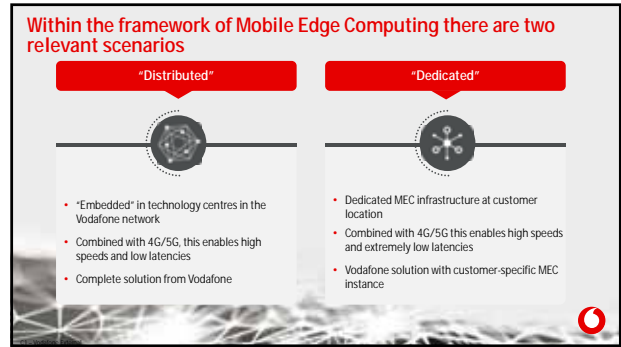 Within the framework of Mobile Edge Computing there are two
relevant scenarios
“Distributed”
“Embedded” in technology centres in the
Vodafone network
Combined with 4G/5G, this enables high
speeds and low latencies
Complete solution from Vodafone
“Dedicated”
Dedicated MEC infrastructure at customer
location
Combined with 4G/5G this enables high speeds
and extremely low latencies
Vodafone solution with customer-specific MEC
instance